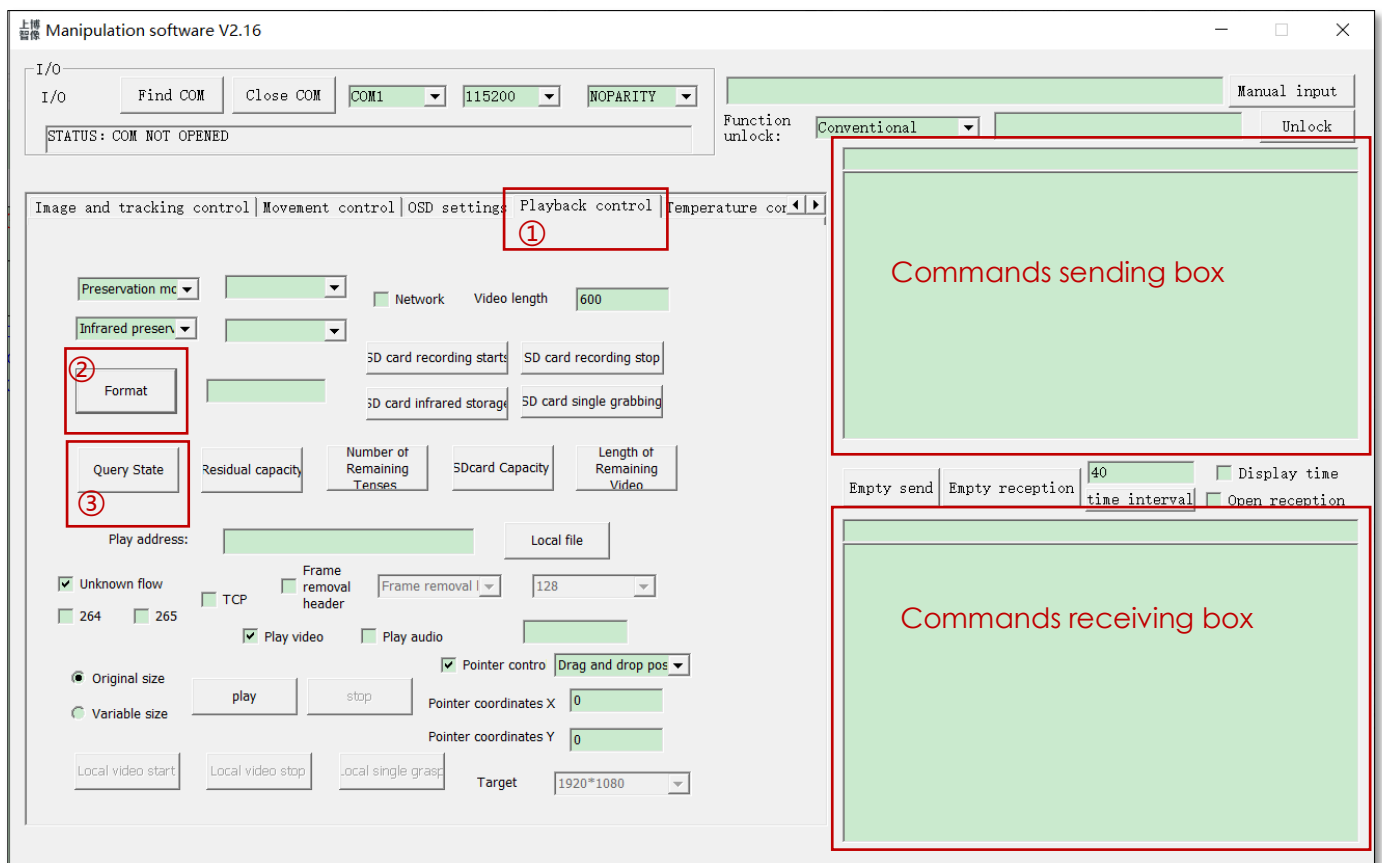 上博
智像 Manipulation software V2.16
I/O
I/O Find COM Close COM COM1 115200 NOPARITY
STATUS: COM NOT OPENED
Manual input
Function
unlock: Conventional Unlock
Image and tracking control Movement control OSD settings Playback control Temperature cor
①
Commands sending box
Preservation mc Network Video length 600
Infrared preserv
SD card recording starts SD card recording stop
②
Format
SD card infrared storage SD card single grabbing
Query State Residual capacity Number of
Remaining
Tenses SDcard Capacity Length of
Remaining
Video
③
Empty send Empty reception 40 Display time
time interval Open reception
Play address: Local file
Unknown flow TCP Frame
removal
header Frame removal l 128
264 265
Play video Play audio
Commands receiving box
Pointer contro Drag and drop pos
Original size
play stop Pointer coordinates X 0
Variable size
Pointer coordinates Y 0
Local video start Local video stop ocal single grasp
Target 1920*1080